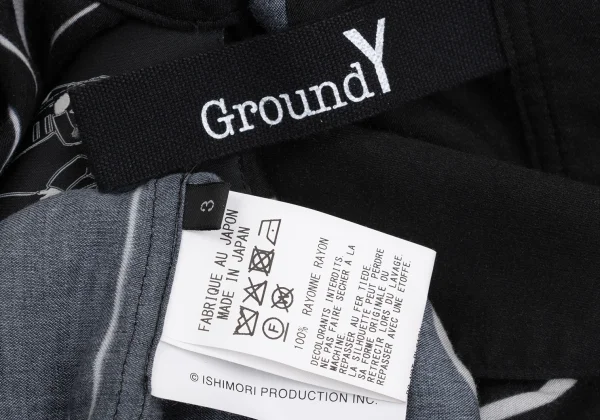 GroundY
3
FABRIQUE AU JAPON
MADE IN JAPAN
F
100% RAYONNE RAYON
DECOLORANTS INTERDITS.
NE PAS FAIRE SECHER A LA
MACHINE.
REPASSER AU FER TIEDE.
LA SILHOUETTE PEUT PERDRE
SA FORME ORIGINALE OU
RETRECIR LORS DU LAVAGE.
REPASSER AVEC UNE ETOFFE.
© ISHIMORI PRODUCTION INC.